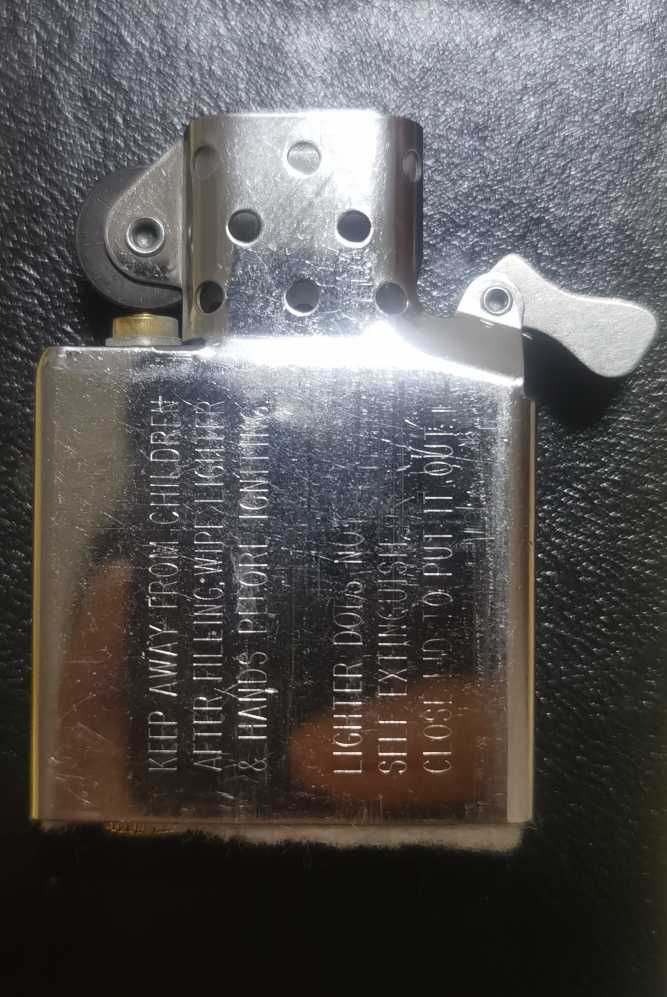 KEEP AWAY FROM CHILDREN
AFTER FILLING; WIPE LIGHTER
& HANDS BEFORE IGNITING.
LIGHTER DOES NOT
SELF EXTINGUISH.
CLOSE LID TO PUT IT OUT.